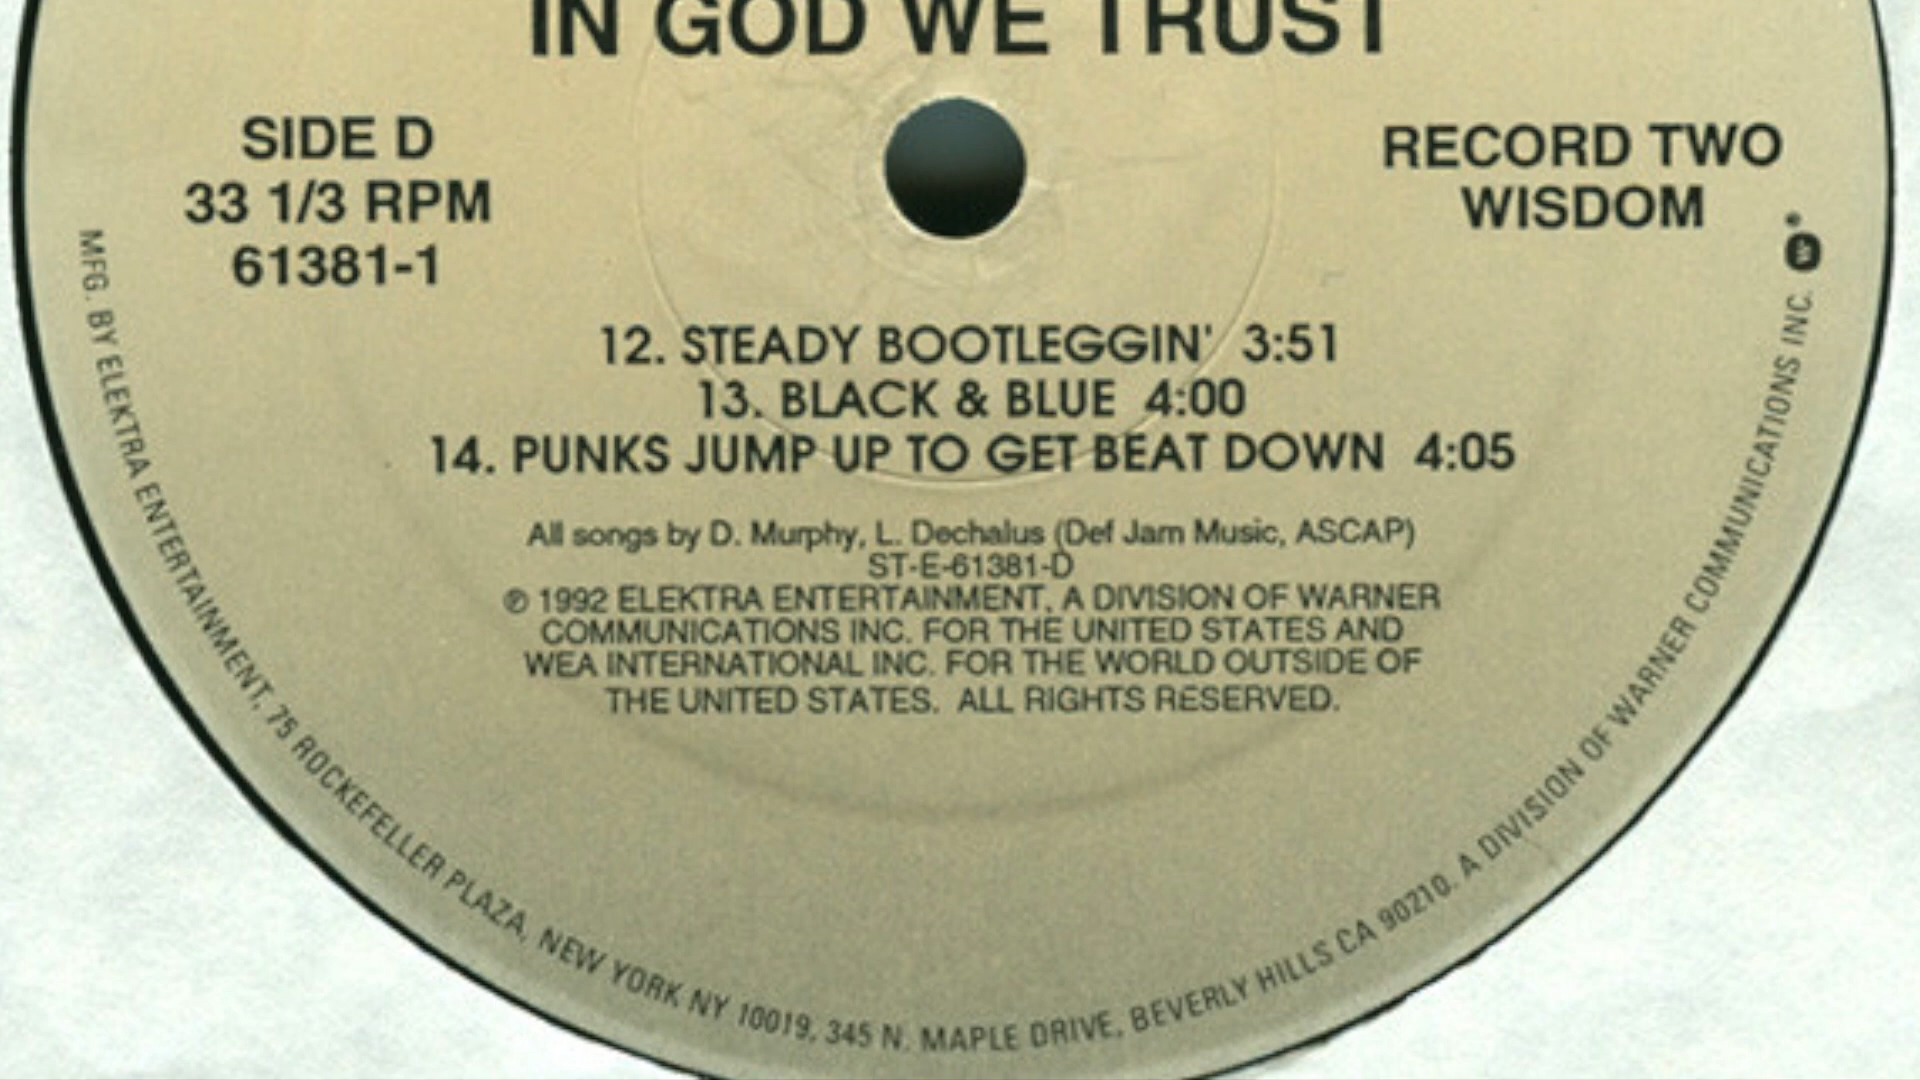 IN GOD WE TRUST
SIDE D
33 1/3 RPM
61381-1
RECORD TWO
WISDOM
12. STEADY BOOTLEGGIN' 3:51
13. BLACK & BLUE 4:00
14. PUNKS JUMP UP TO GET BEAT DOWN 4:05
All songs by D. Murphy, L. Dechalus (Def Jam Music, ASCAP)
ST-E-61381-D
℗ 1992 ELEKTRA ENTERTAINMENT, A DIVISION OF WARNER
COMMUNICATIONS INC. FOR THE UNITED STATES AND
WEA INTERNATIONAL INC. FOR THE WORLD OUTSIDE OF
THE UNITED STATES. ALL RIGHTS RESERVED.
MFG. BY ELEKTRA ENTERTAINMENT, 75 ROCKEFELLER PLAZA, NEW YORK NY 10019, 345 N. MAPLE DRIVE, BEVERLY HILLS CA 90210. A DIVISION OF WARNER COMMUNICATIONS INC.